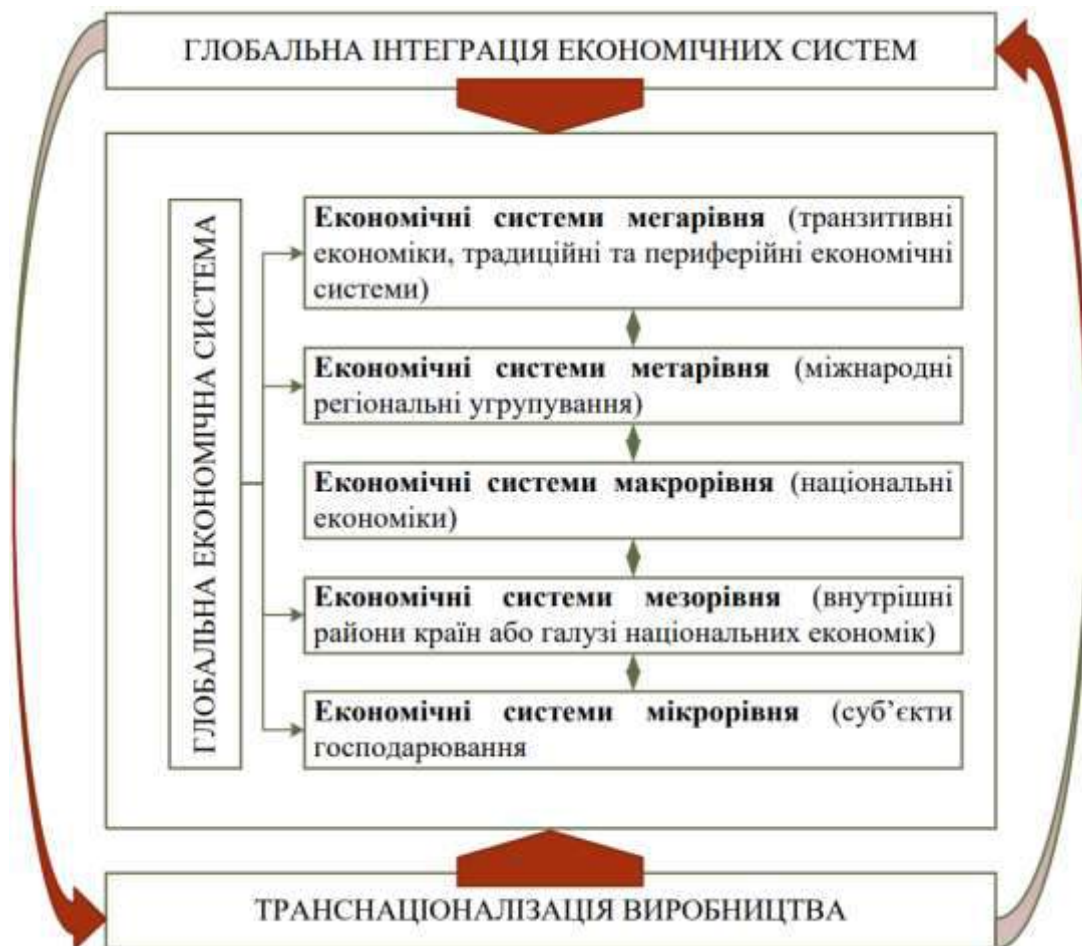 ГЛОБАЛЬНА ІНТЕГРАЦІЯ ЕКОНОМІЧНИХ СИСТЕМ
ГЛОБАЛЬНА ЕКОНОМІЧНА СИСТЕМА
Економічні системи мегарівня (транзитивні
економіки, традиційні та периферійні економічні
системи)
Економічні системи метарівня (міжнародні
регіональні угрупування)
Економічні системи макрорівня (національні
економіки)
Економічні системи мезорівня (внутрішні
райони країн або галузі національних економік)
Економічні системи мікрорівня (суб’єкти
господарювання
ТРАНСНАЦІОНАЛІЗАЦІЯ ВИРОБНИЦТВА